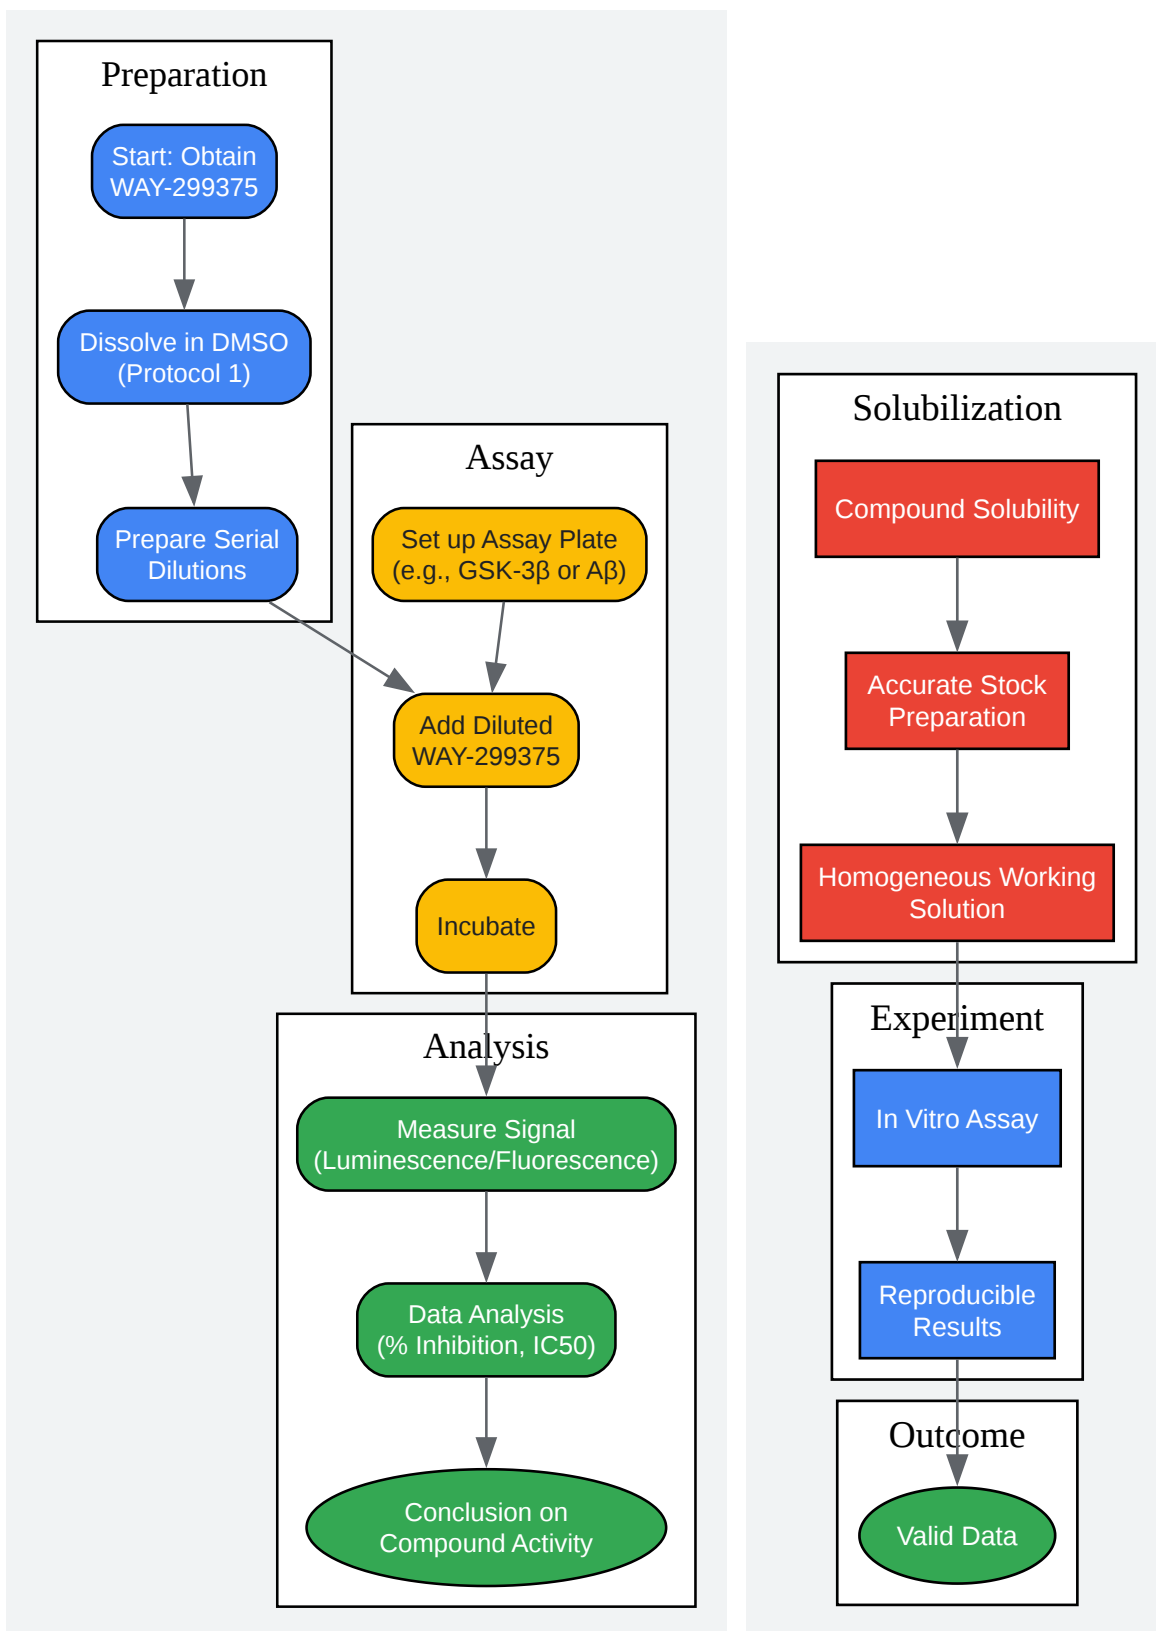 Preparation
Start: Obtain
WAY-299375
Dissolve in DMSO
(Protocol 1)
Prepare Serial
Dilutions
Assay
Set up Assay Plate
(e.g., GSK-3β or Aβ)
Add Diluted
WAY-299375
Incubate
Analysis
Measure Signal
(Luminescence/Fluorescence)
Data Analysis
(% Inhibition, IC50)
Conclusion on
Compound Activity
Solubilization
Compound Solubility
Accurate Stock
Preparation
Homogeneous Working
Solution
Experiment
In Vitro Assay
Reproducible
Results
Outcome
Valid Data